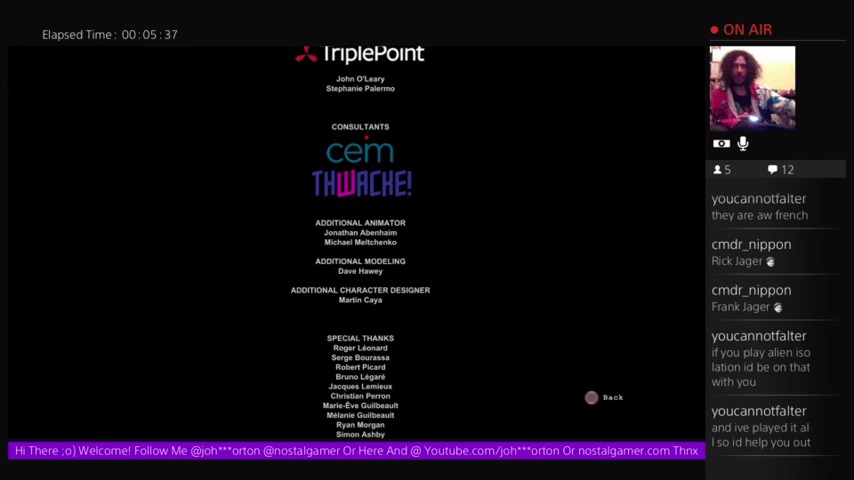 Elapsed Time: 00:05:37
ON AIR
TriplePoint
John O'Leary
Stephanie Palermo
CONSULTANTS
cem
THWACKE!
ADDITIONAL ANIMATOR
Jonathan Abenhaim
Michael Meltchenko
ADDITIONAL MODELING
Dave Hawey
ADDITIONAL CHARACTER DESIGNER
Martin Caya
SPECIAL THANKS
Roger Léonard
Serge Bourassa
Robert Picard
Bruno Légaré
Jacques Lemieux
Christian Perron
Marie-Ève Guilbeault
Mélanie Guilbeault
Ryan Morgan
Simon Ashby
Back
5
12
youcannotfalter
they are aw french
cmdr_nippon
Rick Jager
cmdr_nippon
Frank Jager
youcannotfalter
if you play alien iso
lation id be on that
with you
youcannotfalter
and ive played it al
l so id help you out
Hi There ;o) Welcome! Follow Me @joh***orton @nostalgamer Or Here And @ Youtube.com/joh***orton Or nostalgamer.com Thnx